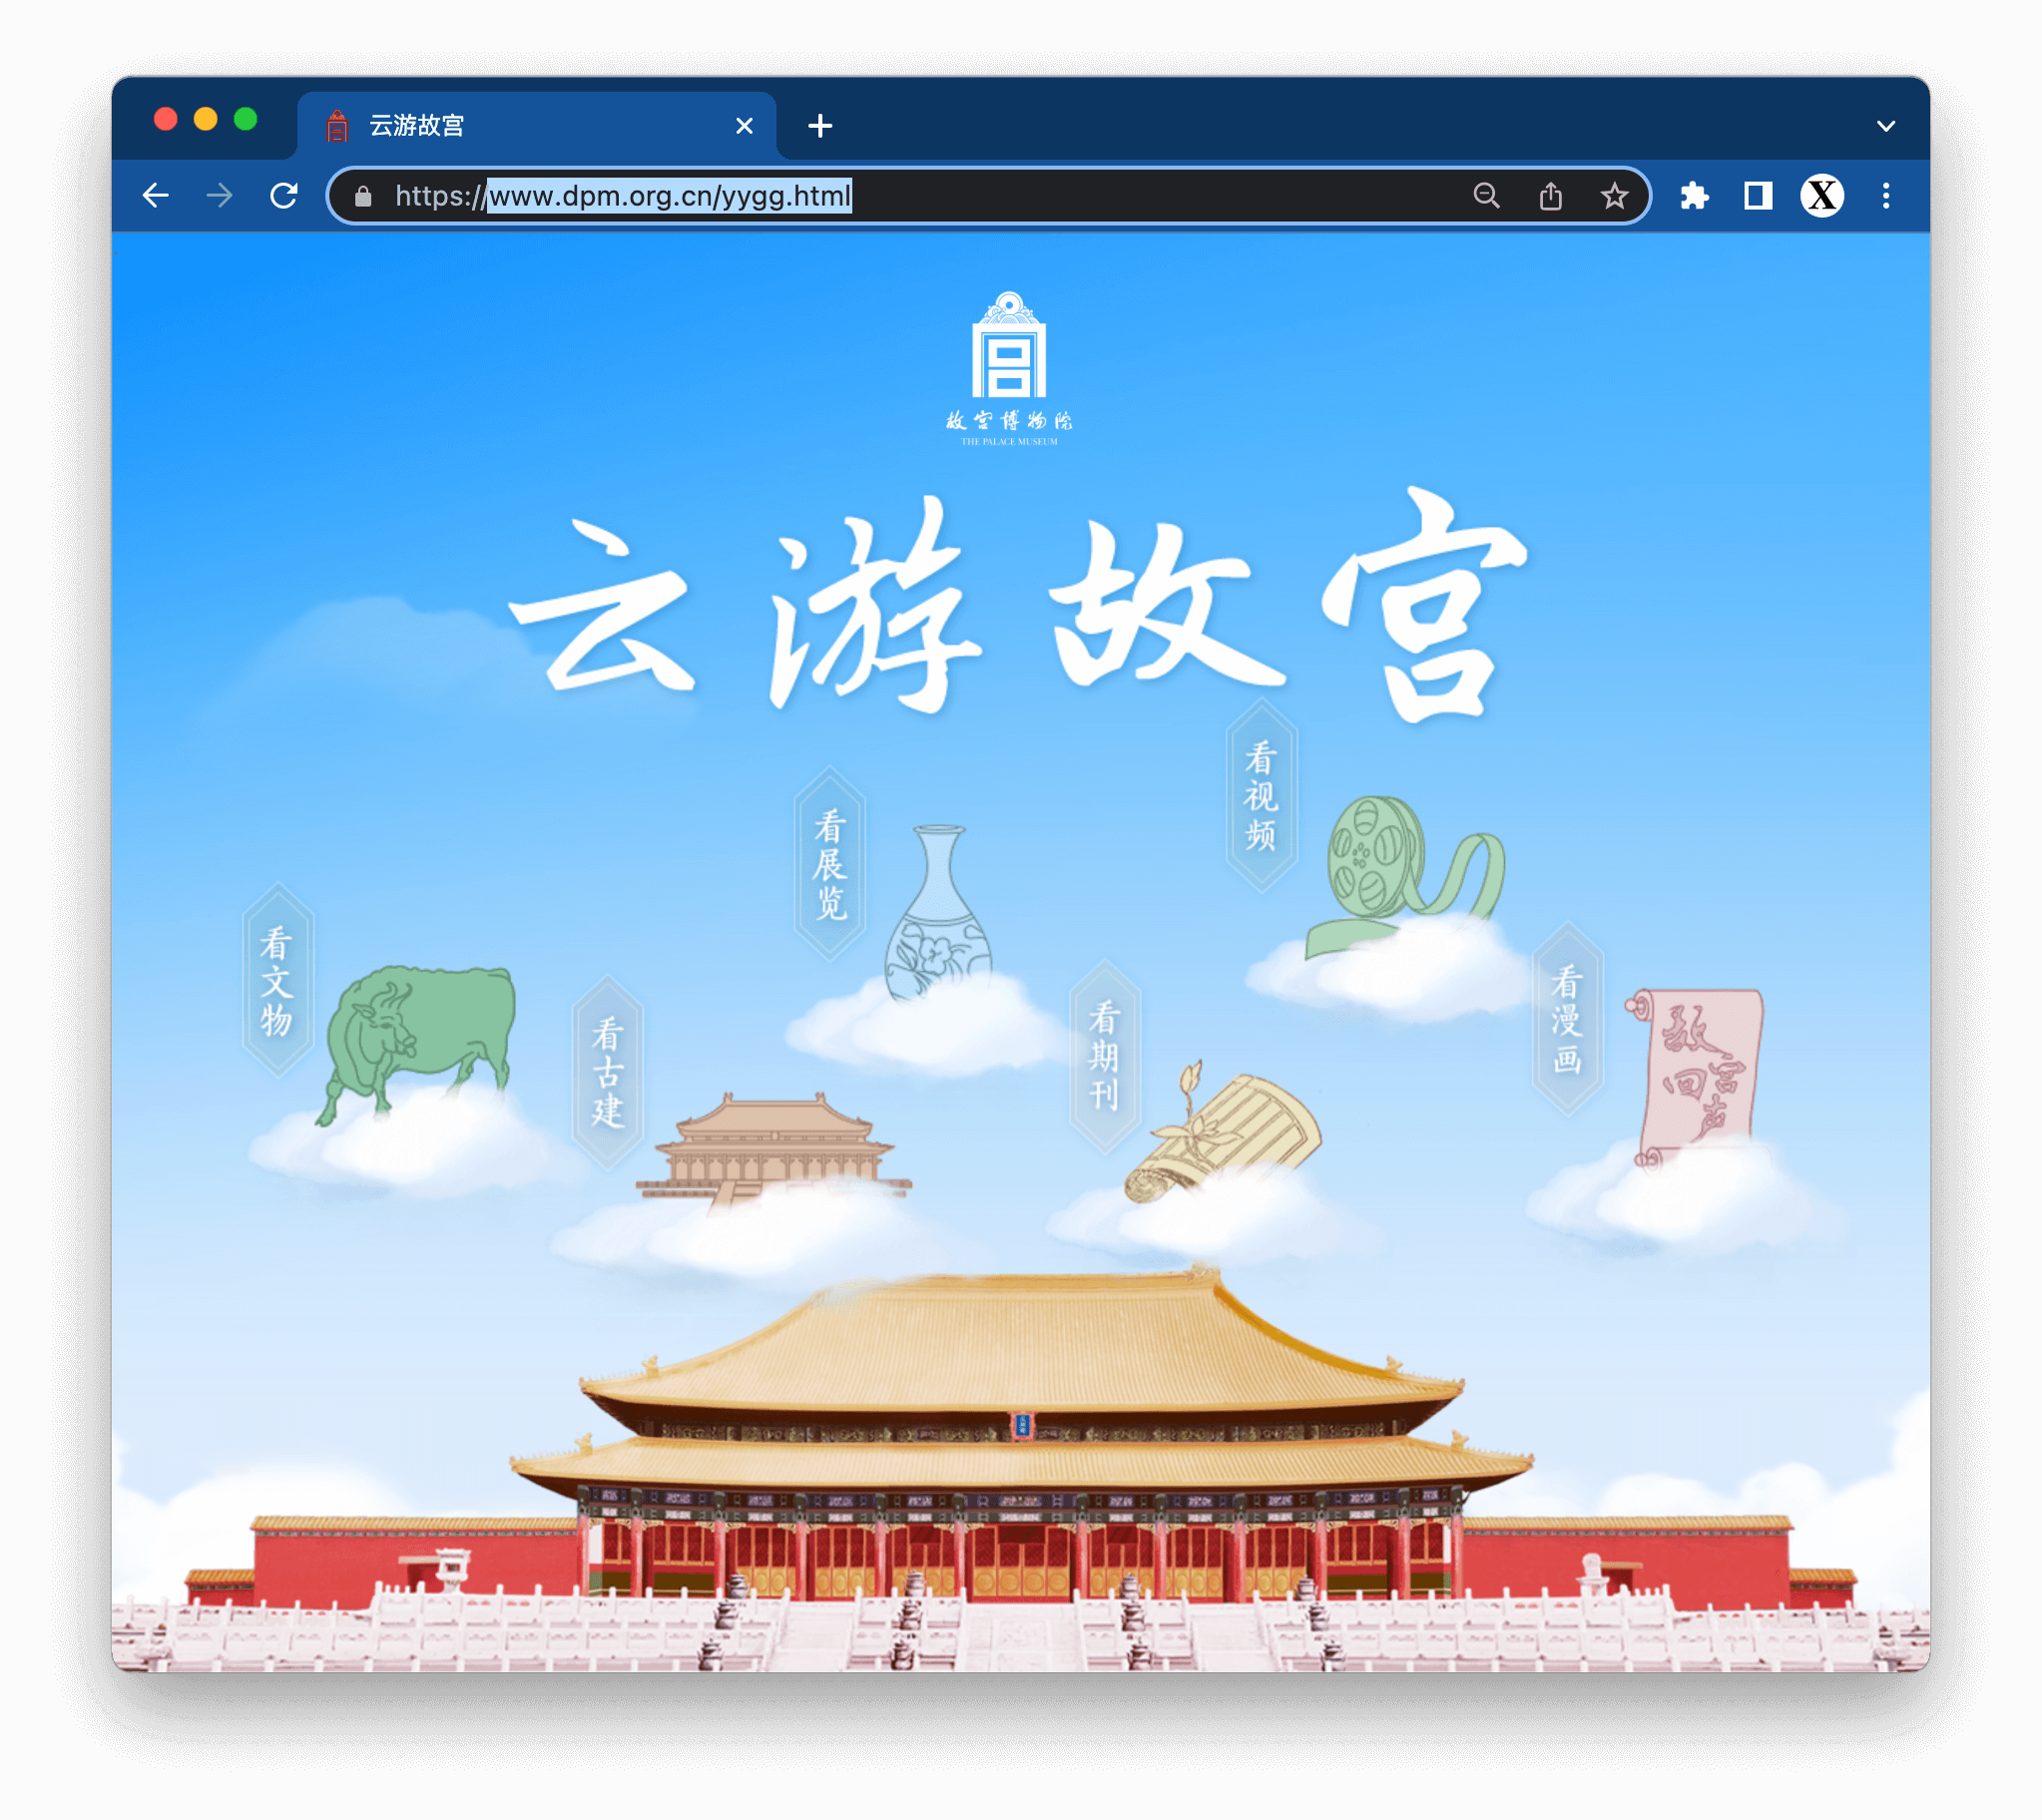 云游故宫
https://www.dpm.org.cn/yygg.html
X
故宫博物院
THE PALACE MUSEUM
云游故宫
看视频
看展览
看文物
看古建
看期刊
看漫画
故宫回声